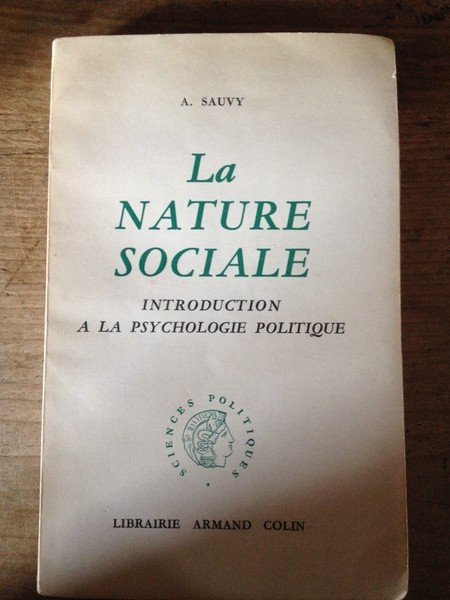 A. SAUVY
La
NATURE
SOCIALE
INTRODUCTION
A LA PSYCHOLOGIE POLITIQUE
SCIENCES POLITIQUES
LIBRAIRIE ARMAND COLIN